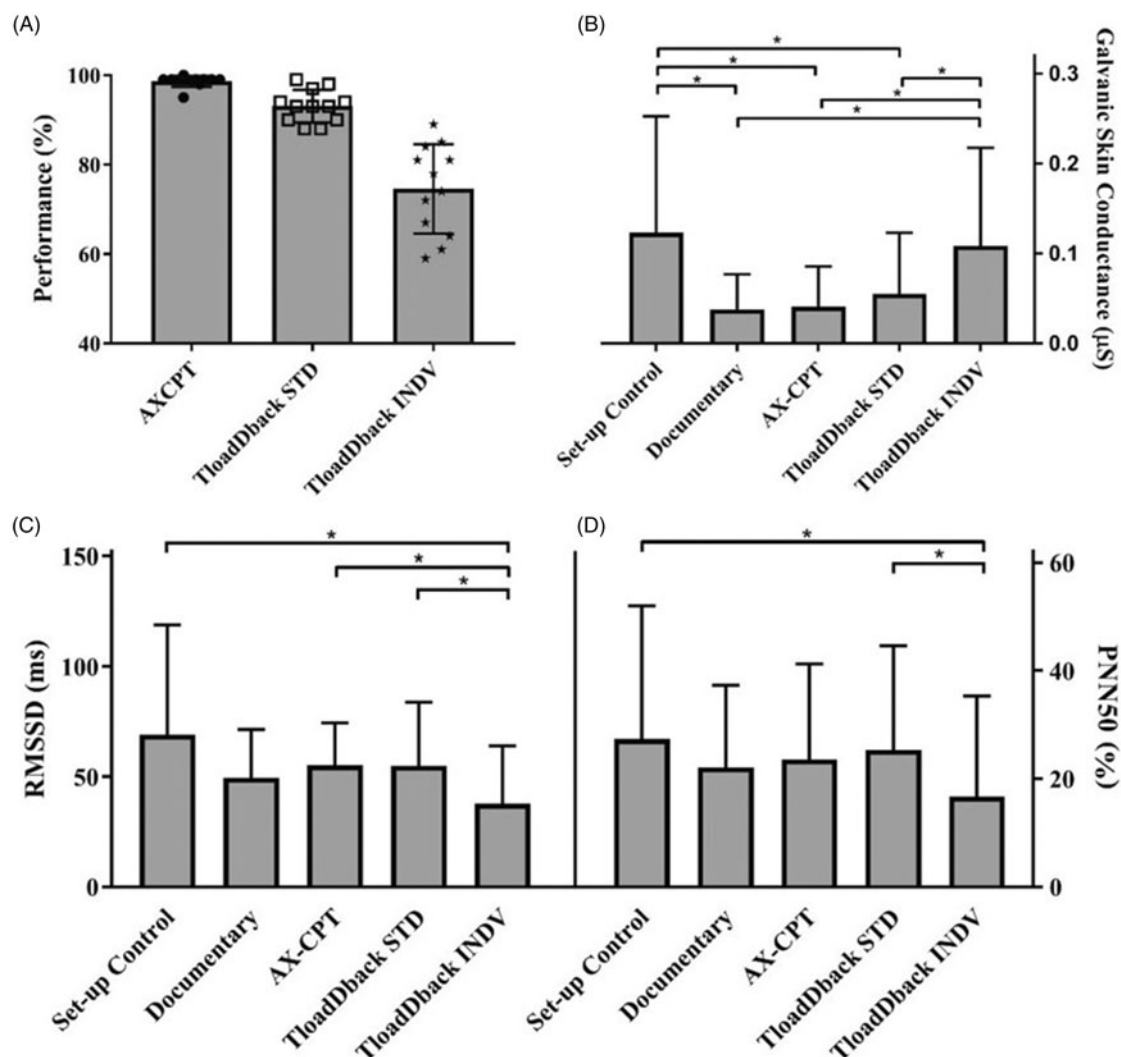 (A)
Performance (%)
100
80
60
40
AXCPT
TloadDback STD
TloadDback INDV
(B)
*
*
*
*
*
*
Galvanic Skin Conductance (µS)
0.3
0.2
0.1
0.0
Set-up Control
Documentary
AX-CPT
TloadDback STD
TloadDback INDV
(C)
*
*
*
RMSSD (ms)
150
100
50
0
Set-up Control
Documentary
AX-CPT
TloadDback STD
TloadDback INDV
(D)
*
*
PNN50 (%)
60
40
20
0
Set-up Control
Documentary
AX-CPT
TloadDback STD
TloadDback INDV